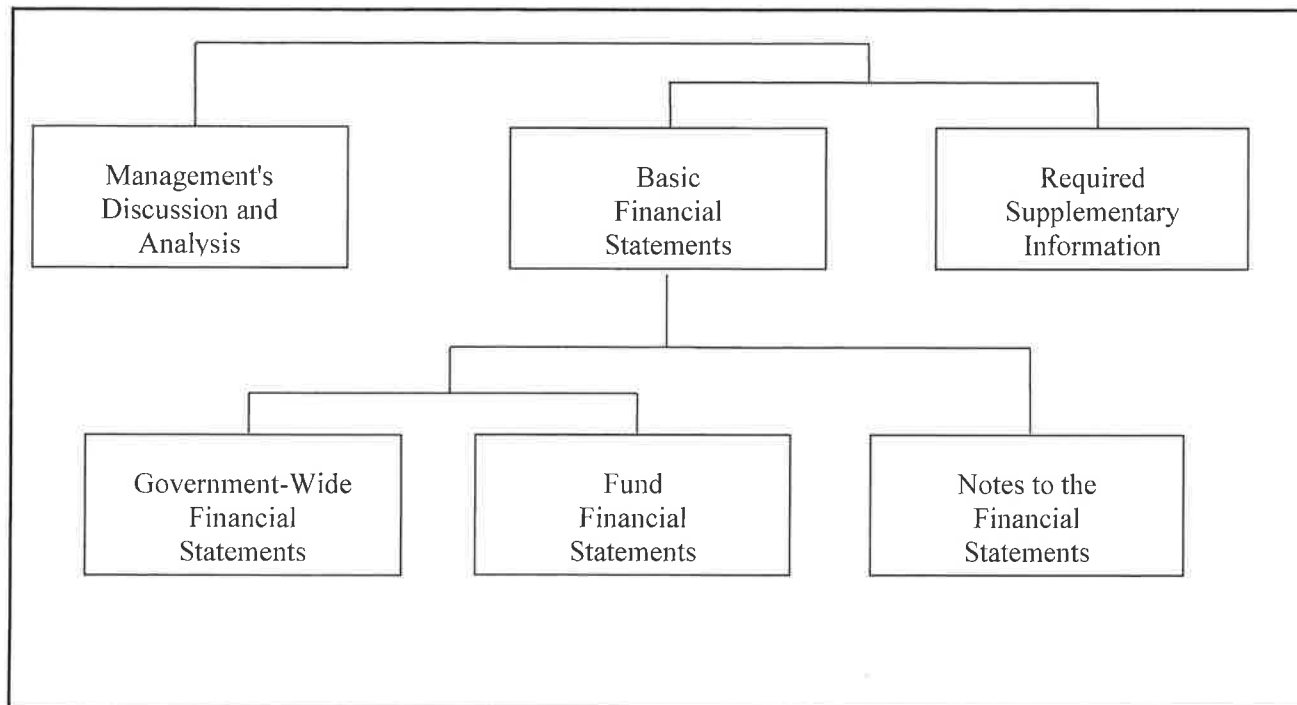 Management's
Discussion and
Analysis
Basic
Financial
Statements
Required
Supplementary
Information
Government-Wide
Financial
Statements
Fund
Financial
Statements
Notes to the
Financial
Statements